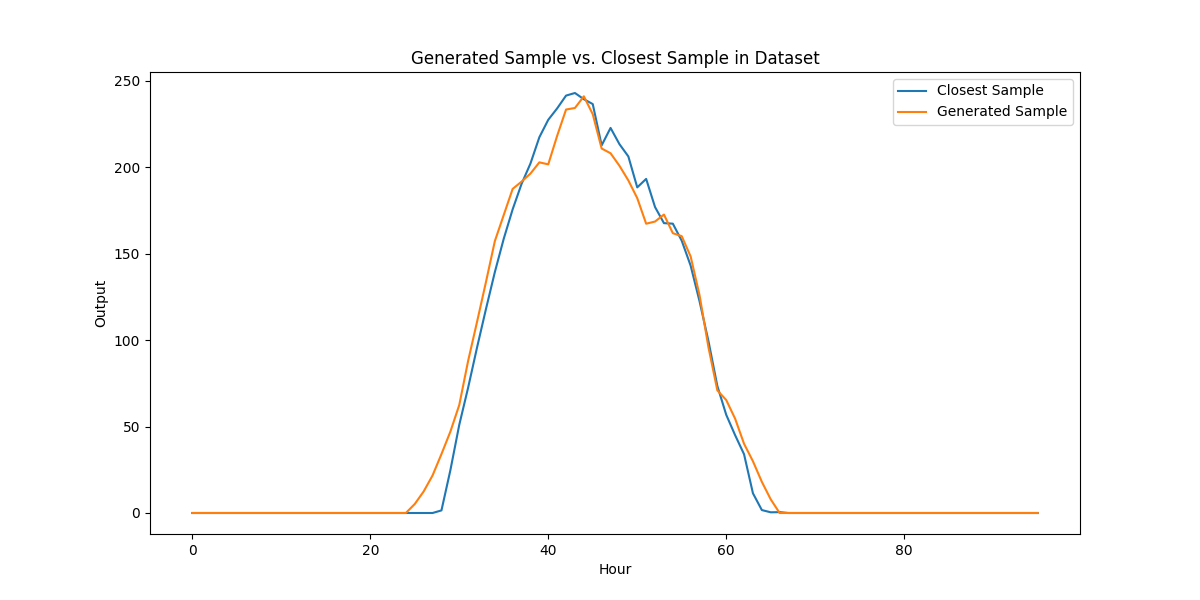 Generated Sample vs. Closest Sample in Dataset
Closest Sample
Generated Sample
250
200
150
100
50
0
Output
0 20 40 60 80
Hour